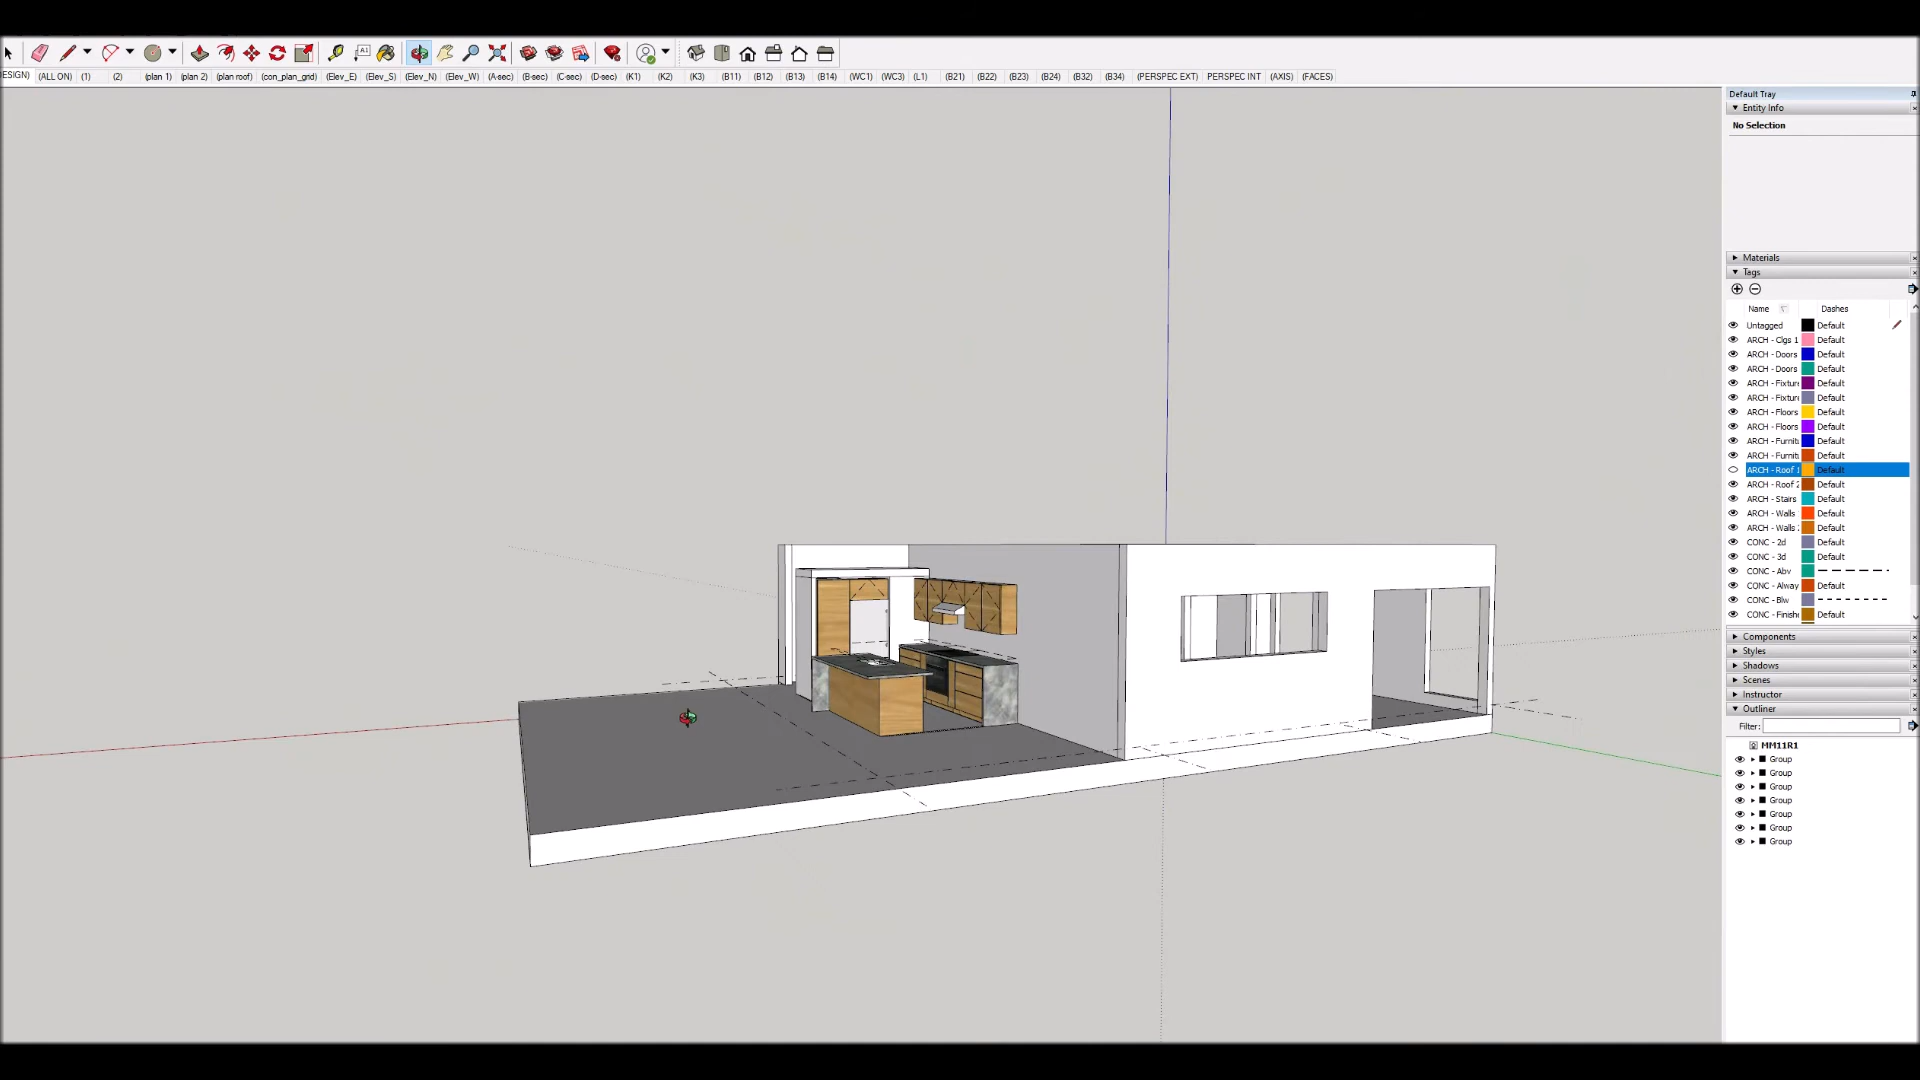 A1
DESIGN) (ALL ON) (1) (2) (plan 1) (plan 2) (plan roof) (con_plan_grid) (Elev_E) (Elev_S) (Elev_N) (Elev_W) (A-sec) (B-sec) (C-sec) (D-sec) (K1) (K2) (K3) (B11) (B12) (B13) (B14) (WC1) (WC3) (L1) (B21) (B22) (B23) (B24) (B32) (B34) (PERSPEC EXT) PERSPEC INT (AXIS) (FACES)
Default Tray
Entity Info
No Selection
Materials
Tags
Name Dashes
Untagged Default
ARCH - Clgs 1 Default
ARCH - Doors Default
ARCH - Doors Default
ARCH - Fixture Default
ARCH - Fixture Default
ARCH - Floors Default
ARCH - Floors Default
ARCH - Furnit Default
ARCH - Furnit Default
ARCH - Roof 1 Default
ARCH - Roof 2 Default
ARCH - Stairs Default
ARCH - Walls Default
ARCH - Walls Default
CONC - 2d Default
CONC - 3d Default
CONC - Abv
CONC - Alway Default
CONC - Blw
CONC - Finish Default
Components
Styles
Shadows
Scenes
Instructor
Outliner
Filter:
MM11R1
Group
Group
Group
Group
Group
Group
Group